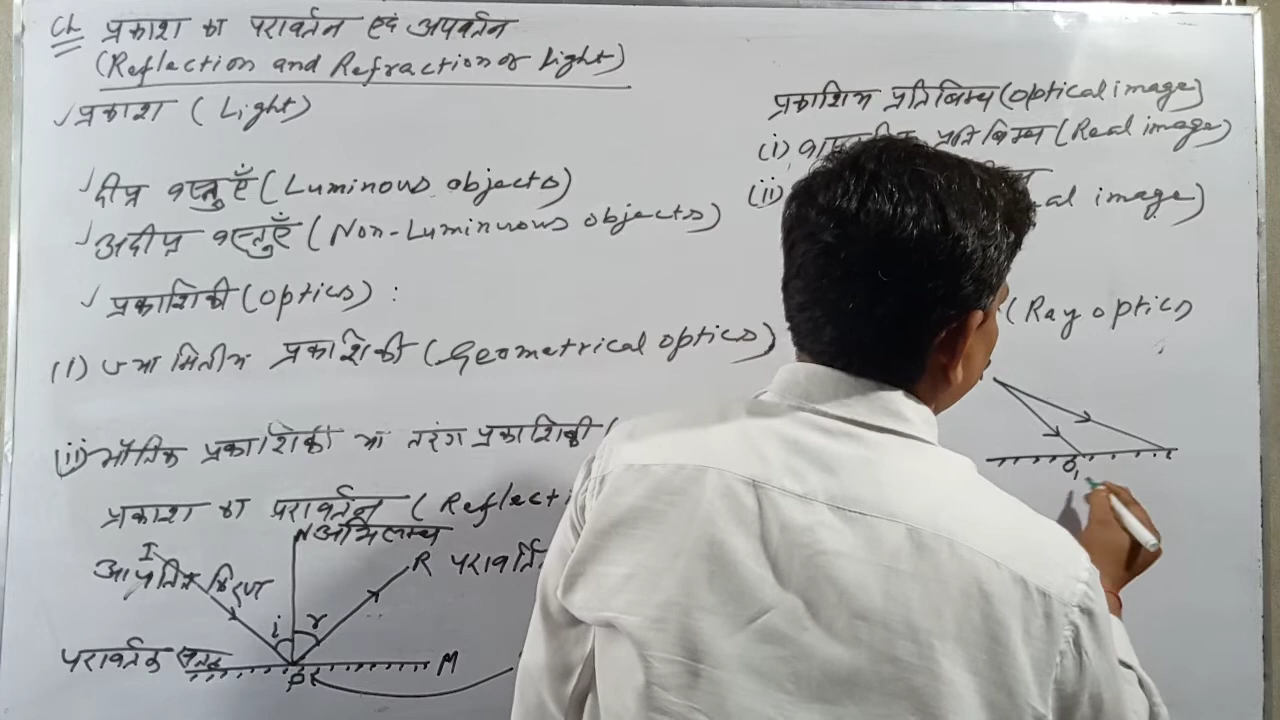 Ch प्रकाश का परावर्तन एवं अपवर्तन
(Reflection and Refraction of Light)
प्रकाश (Light)
दीप्त वस्तुएँ (Luminous objects)
अदीप्त वस्तुएँ (Non-Luminuous objects)
प्रकाशिकी (optics) :
(i) ज्यामितीय प्रकाशिकी (Geometrical optics)
(ii) भौतिक प्रकाशिकी या तरंग प्रकाशिकी (
प्रकाश का परावर्तन (Reflecti
N अभिलम्ब
I
R परावर्ति
आपतित किरण
i r
परावर्तक सतह
M
प्रकाशिक प्रतिबिम्ब (optical image)
(i) प्रतिबिम्ब (Real image)
(ii) al image)
(Ray optics
O1